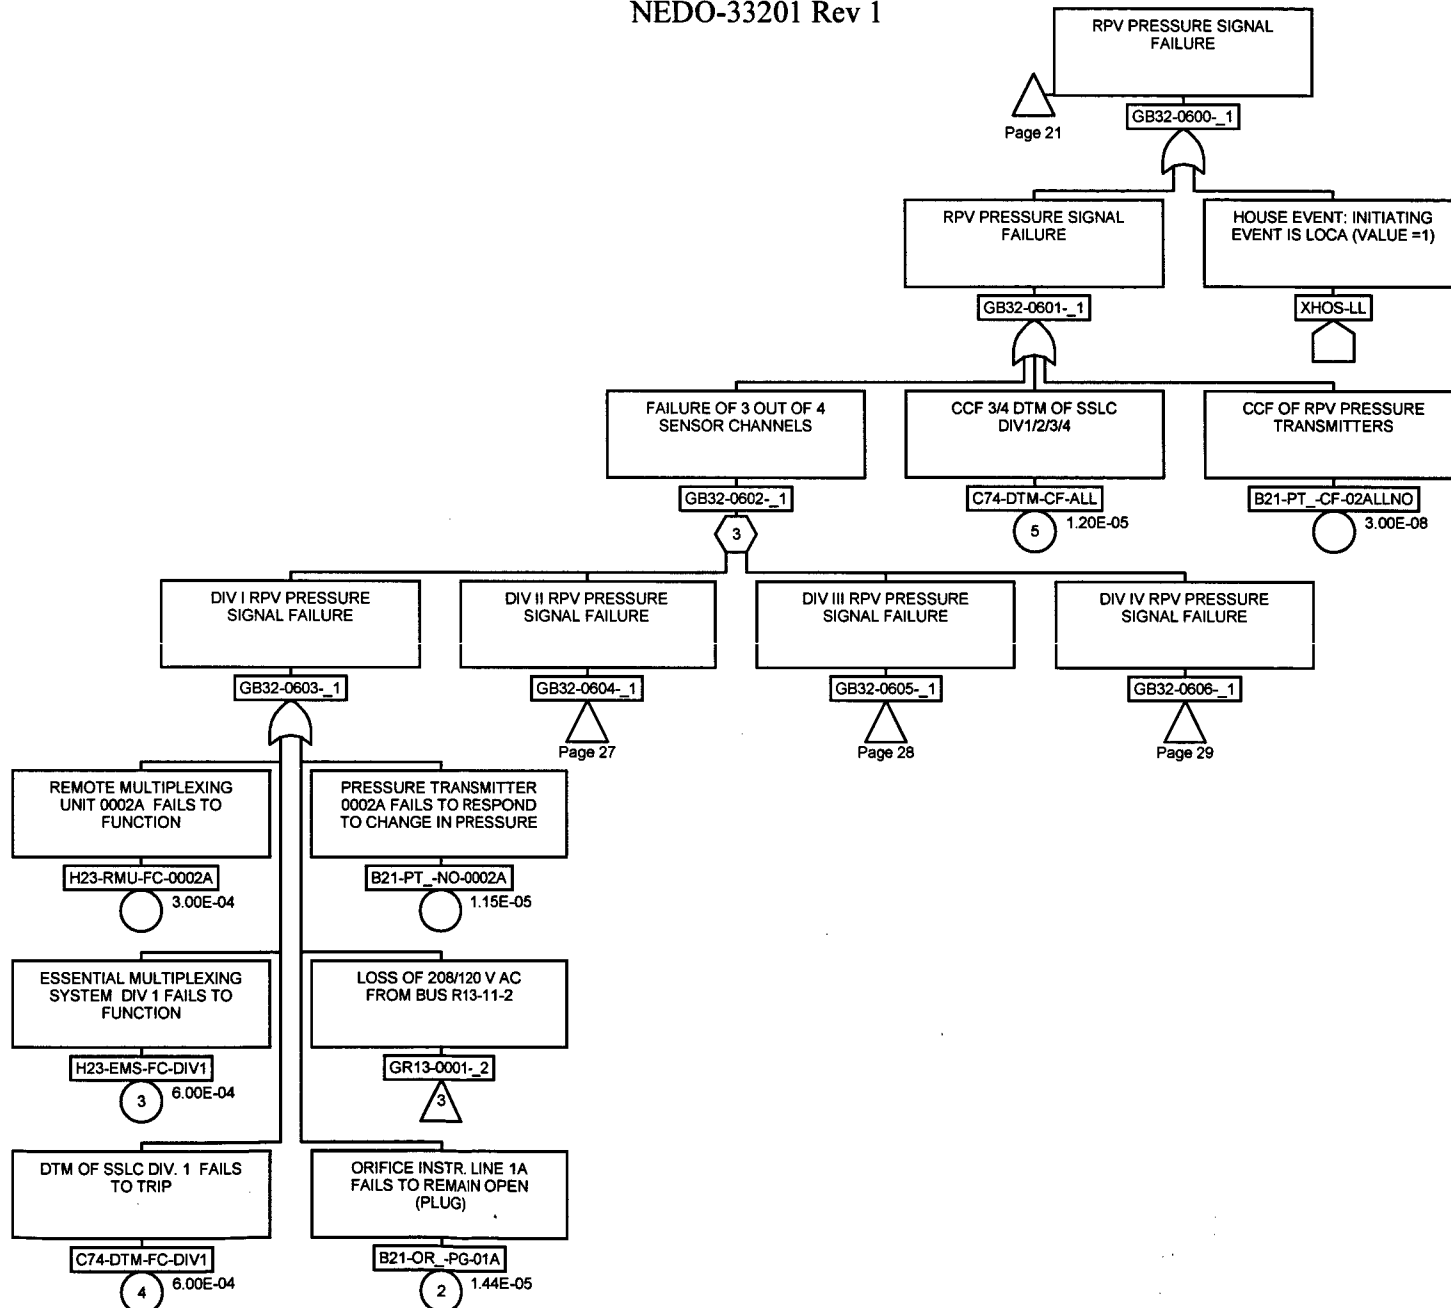 NEDO-33201 Rev 1
RPV PRESSURE SIGNAL
FAILURE
Page 21
GB32-0600-_1
RPV PRESSURE SIGNAL
FAILURE
HOUSE EVENT: INITIATING
EVENT IS LOCA (VALUE =1)
GB32-0601-_1
XHOS-LL
FAILURE OF 3 OUT OF 4
SENSOR CHANNELS
CCF 3/4 DTM OF SSLC
DIV1/2/3/4
CCF OF RPV PRESSURE
TRANSMITTERS
GB32-0602-_1
C74-DTM-CF-ALL
B21-PT_-CF-02ALLNO
3
5
1.20E-05
3.00E-08
DIV I RPV PRESSURE
SIGNAL FAILURE
DIV II RPV PRESSURE
SIGNAL FAILURE
DIV III RPV PRESSURE
SIGNAL FAILURE
DIV IV RPV PRESSURE
SIGNAL FAILURE
GB32-0603-_1
GB32-0604-_1
GB32-0605-_1
GB32-0606-_1
Page 27
Page 28
Page 29
REMOTE MULTIPLEXING
UNIT 0002A FAILS TO
FUNCTION
PRESSURE TRANSMITTER
0002A FAILS TO RESPOND
TO CHANGE IN PRESSURE
H23-RMU-FC-0002A
B21-PT_-NO-0002A
3.00E-04
1.15E-05
ESSENTIAL MULTIPLEXING
SYSTEM DIV 1 FAILS TO
FUNCTION
LOSS OF 208/120 V AC
FROM BUS R13-11-2
H23-EMS-FC-DIV1
GR13-0001-_2
3
6.00E-04
3
DTM OF SSLC DIV. 1 FAILS
TO TRIP
ORIFICE INSTR. LINE 1A
FAILS TO REMAIN OPEN
(PLUG)
C74-DTM-FC-DIV1
B21-OR_-PG-01A
4
6.00E-04
2
1.44E-05